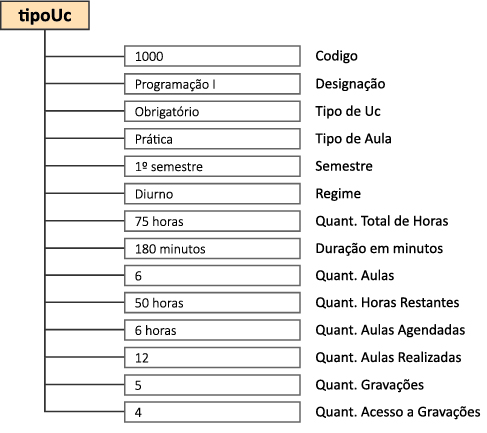 tipoUc
1000 Codigo
Programação I Designação
Obrigatório Tipo de Uc
Prática Tipo de Aula
1º semestre Semestre
Diurno Regime
75 horas Quant. Total de Horas
180 minutos Duração em minutos
6 Quant. Aulas
50 horas Quant. Horas Restantes
6 horas Quant. Aulas Agendadas
12 Quant. Aulas Realizadas
5 Quant. Gravações
4 Quant. Acesso a Gravações